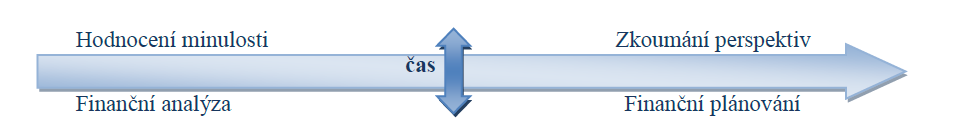 Hodnocení minulosti
Zkoumání perspektiv
čas
Finanční analýza
Finanční plánování